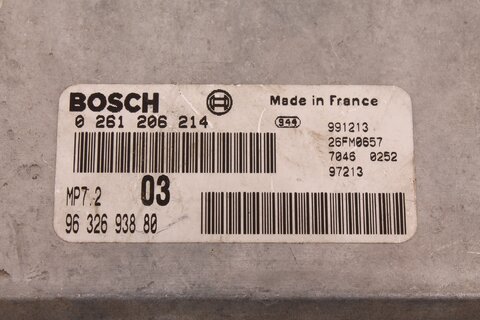 BOSCH Made in France
0 261 206 214 944 991213
26FM0657
7046 0252
97213
MP7.2 03
96 326 938 80